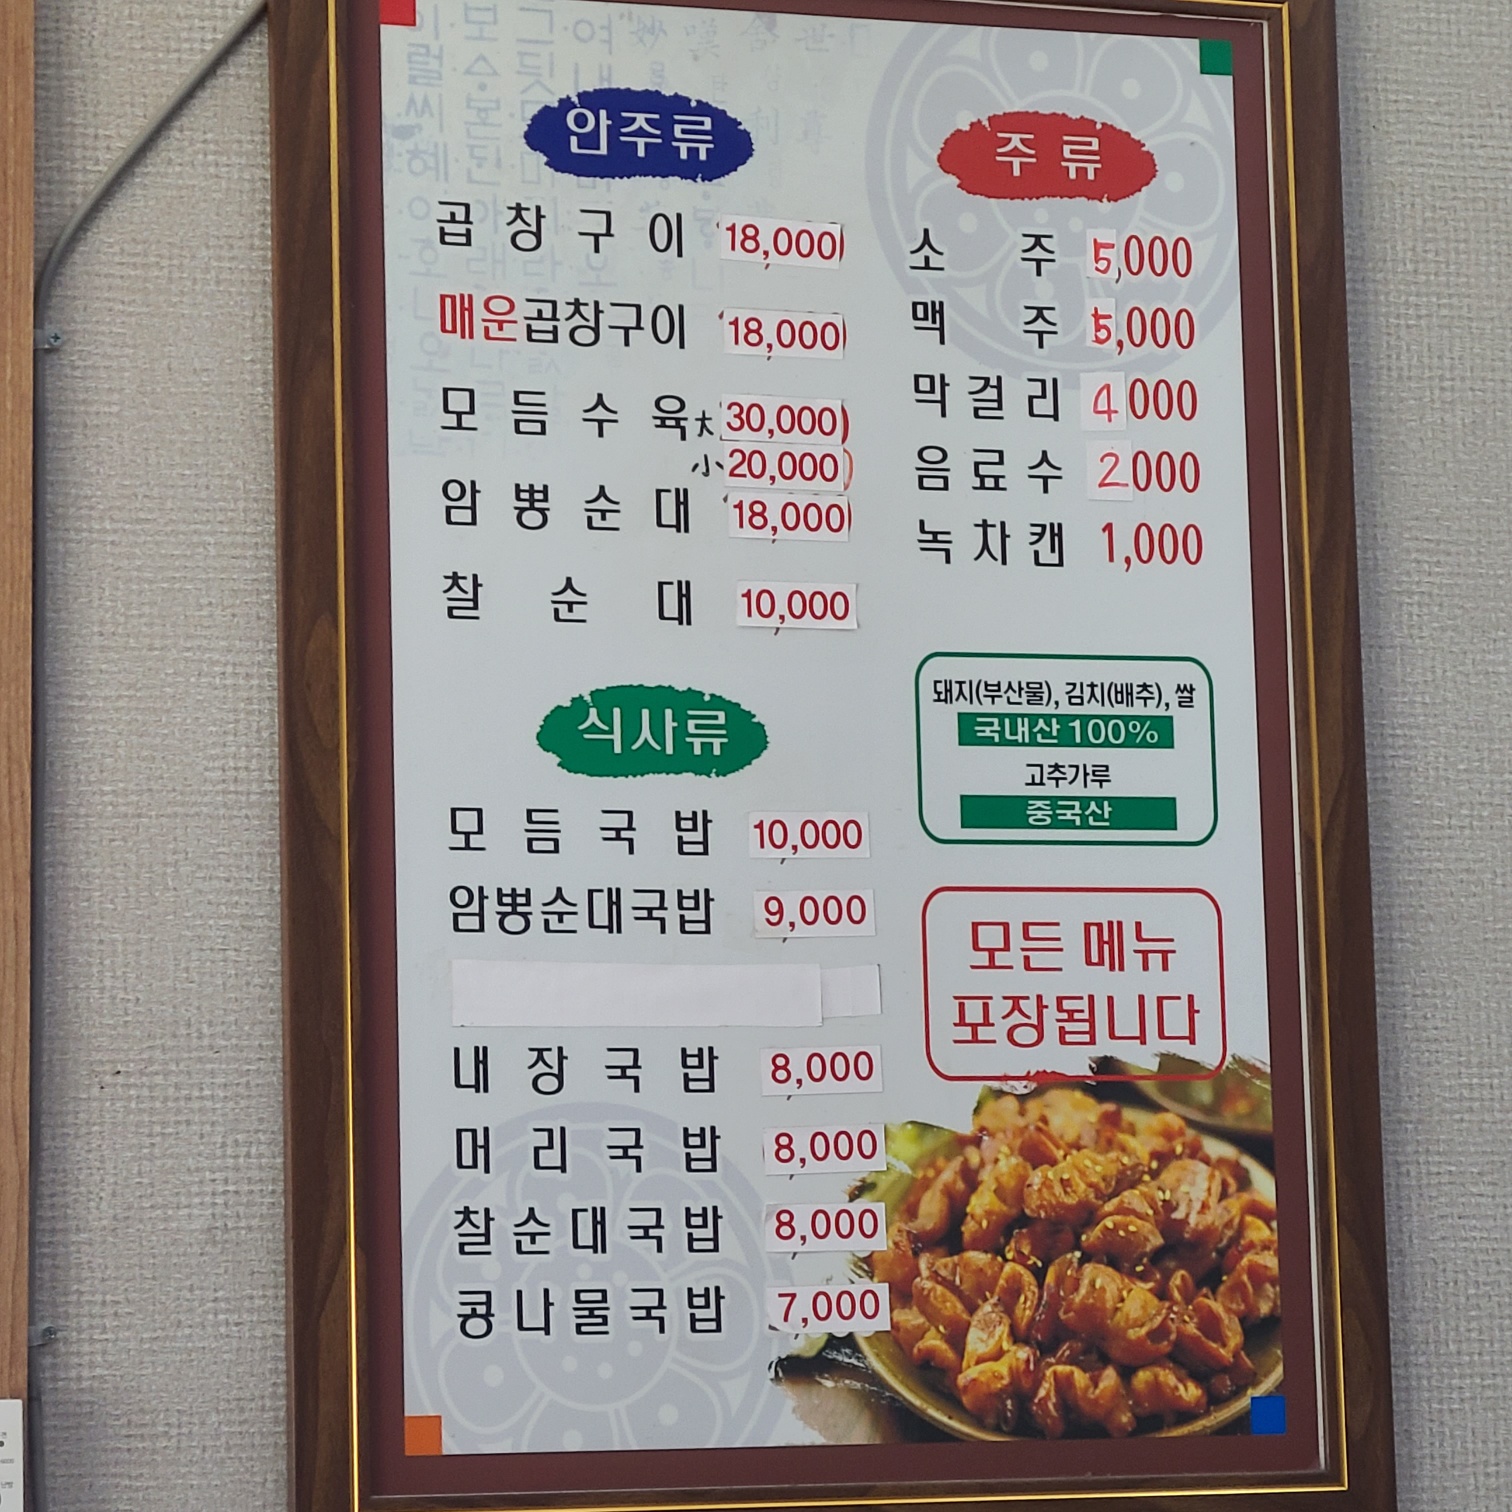 안주류
곱창구이 18,000
매운곱창구이 18,000
모듬수육 大 30,000
小 20,000
암뽕순대 18,000
찰순대 10,000
식사류
모듬국밥 10,000
암뽕순대국밥 9,000
내장국밥 8,000
머리국밥 8,000
찰순대국밥 8,000
콩나물국밥 7,000
주류
소주 5,000
맥주 5,000
막걸리 4000
음료수 2000
녹차캔 1,000
돼지(부산물), 김치(배추), 쌀
국내산 100%
고추가루
중국산
모든 메뉴
포장됩니다